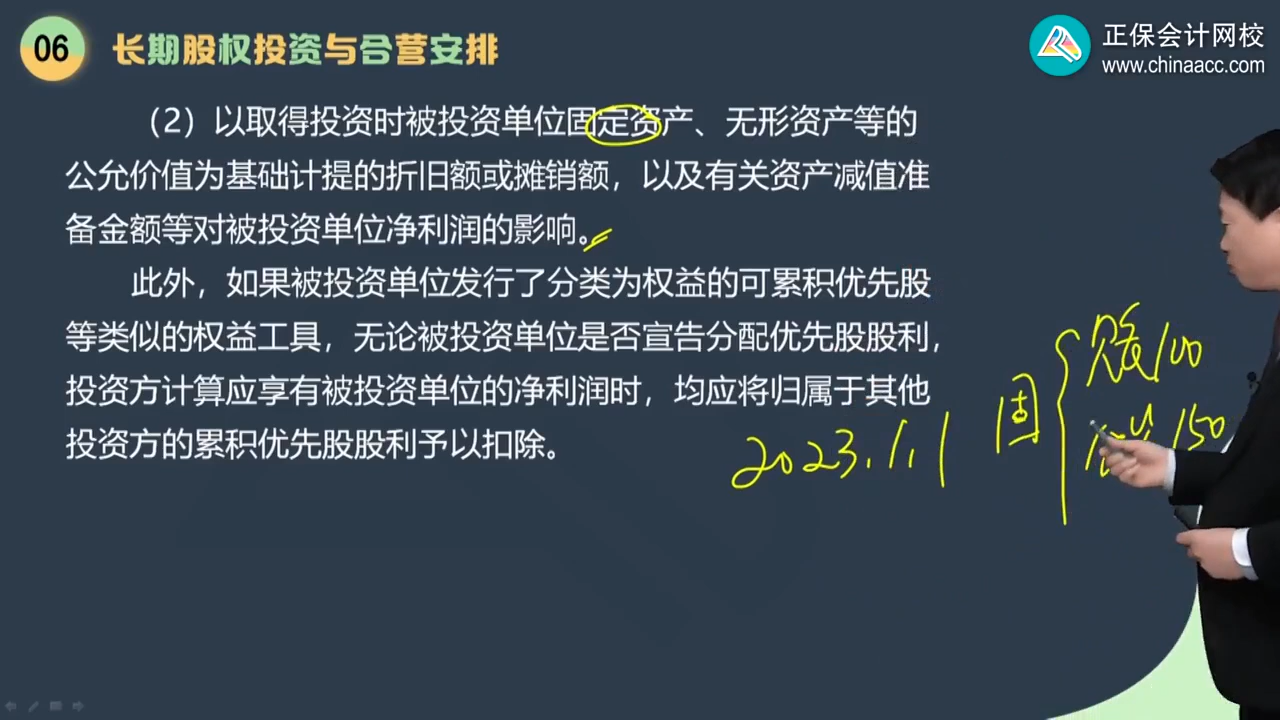 06
长期股权投资与合营安排
正保会计网校
www.chinaacc.com
（2）以取得投资时被投资单位固定资产、无形资产等的
公允价值为基础计提的折旧额或摊销额，以及有关资产减值准
备金额等对被投资单位净利润的影响。
此外，如果被投资单位发行了分类为权益的可累积优先股
等类似的权益工具，无论被投资单位是否宣告分配优先股股利，
投资方计算应享有被投资单位的净利润时，均应将归属于其他
投资方的累积优先股股利予以扣除。
2023.1.1
固
账100
150